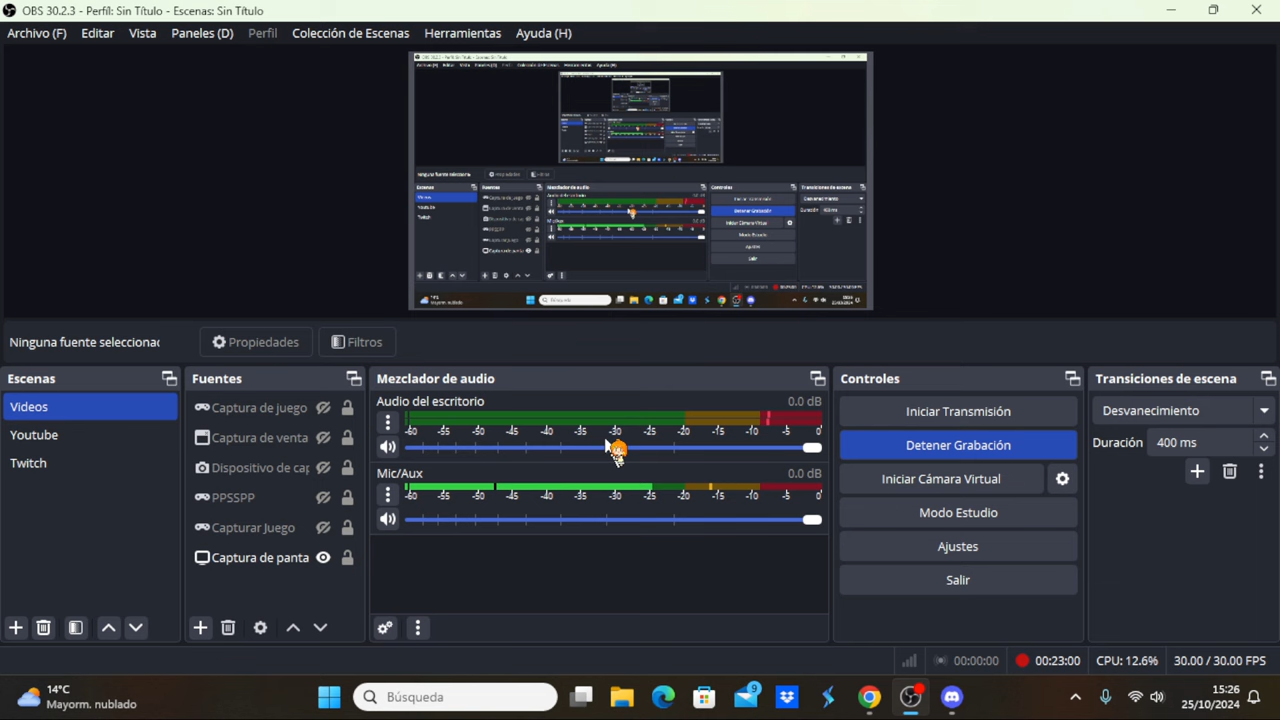 OBS 30.2.3 - Perfil: Sin Título - Escenas: Sin Título
Archivo (F) Editar Vista Paneles (D) Perfil Colección de Escenas Herramientas Ayuda (H)
Ninguna fuente seleccionac Propiedades Filtros
Escenas
Videos
Youtube
Twitch
Fuentes
Captura de juego
Captura de venta
Dispositivo de cap
PPSSPP
Capturar Juego
Captura de panta
Mezclador de audio
Audio del escritorio 0.0 dB
-60 -55 -50 -45 -40 -35 -30 -25 -20 -15 -10 -5 0
Mic/Aux 0.0 dB
-60 -55 -50 -45 -40 -35 -30 -25 -20 -15 -10 -5 0
Controles
Iniciar Transmisión
Detener Grabación
Iniciar Cámara Virtual
Modo Estudio
Ajustes
Salir
Transiciones de escena
Desvanecimiento
Duración 400 ms
00:00:00 00:23:00 CPU: 12.6% 30.00 / 30.00 FPS
14°C
Mayorm. nublado
Búsqueda
9
15:26
25/10/2024